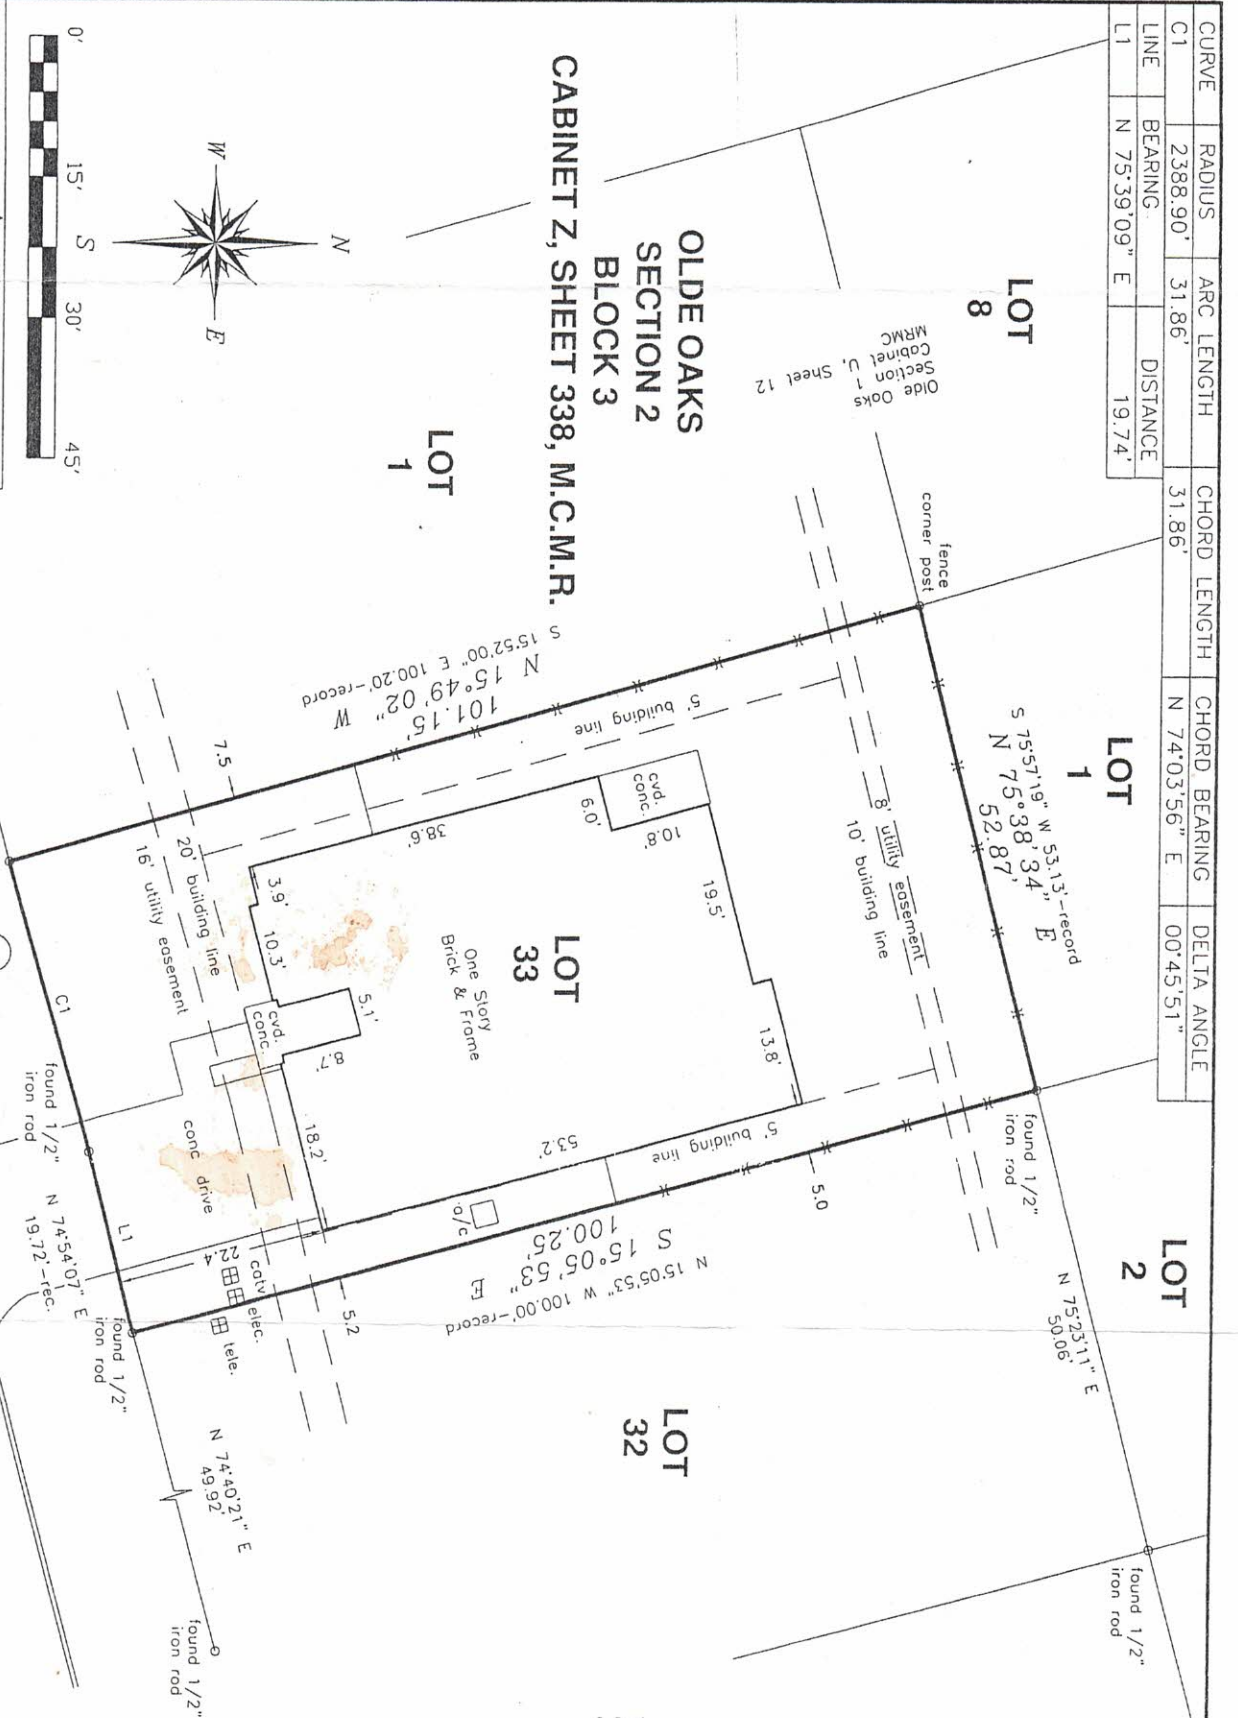 CURVE RADIUS ARC LENGTH CHORD LENGTH CHORD BEARING DELTA ANGLE
C1 2388.90' 31.86' 31.86' N 74°03'56" E 00°45'51"
LINE BEARING DISTANCE
L1 N 75°39'09" E 19.74'
LOT
8
LOT
1
LOT
2
Olde Oaks
Section 1
Cabinet U, Sheet 12
MRMC
OLDE OAKS
SECTION 2
BLOCK 3
CABINET Z, SHEET 338, M.C.M.R.
LOT
1
fence
corner post
S 75°57'19" W 53.13'-record
N 75°38'34" E
52.87'
found 1/2"
iron rod
N 75°23'11" E
50.06'
found 1/2"
iron rod
8' utility easement
10' building line
5' building line
N 15°49'02" W
101.15'
S 15°52'00" E 100.20'-record
cvd.
conc.
6.0'
10.8'
19.5'
13.8'
38.6'
LOT
33
One Story
Brick & Frame
53.2'
5' building line
5.0
S 15°05'53" E
100.25'
N 15°05'53" W 100.00'-record
LOT
32
a/c
7.5
3.9'
10.3'
5.1'
8.7'
cvd.
conc.
18.2'
20' building line
16' utility easement
conc drive
22.4
5.2
catv
elec.
tele.
C1
found 1/2"
iron rod
L1
N 74°54'07" E
19.72'-rec.
found 1/2"
iron rod
N 74°40'21" E
49.92'
found 1/2"
iron rod
N
W
E
S
0' 15' 30' 45'